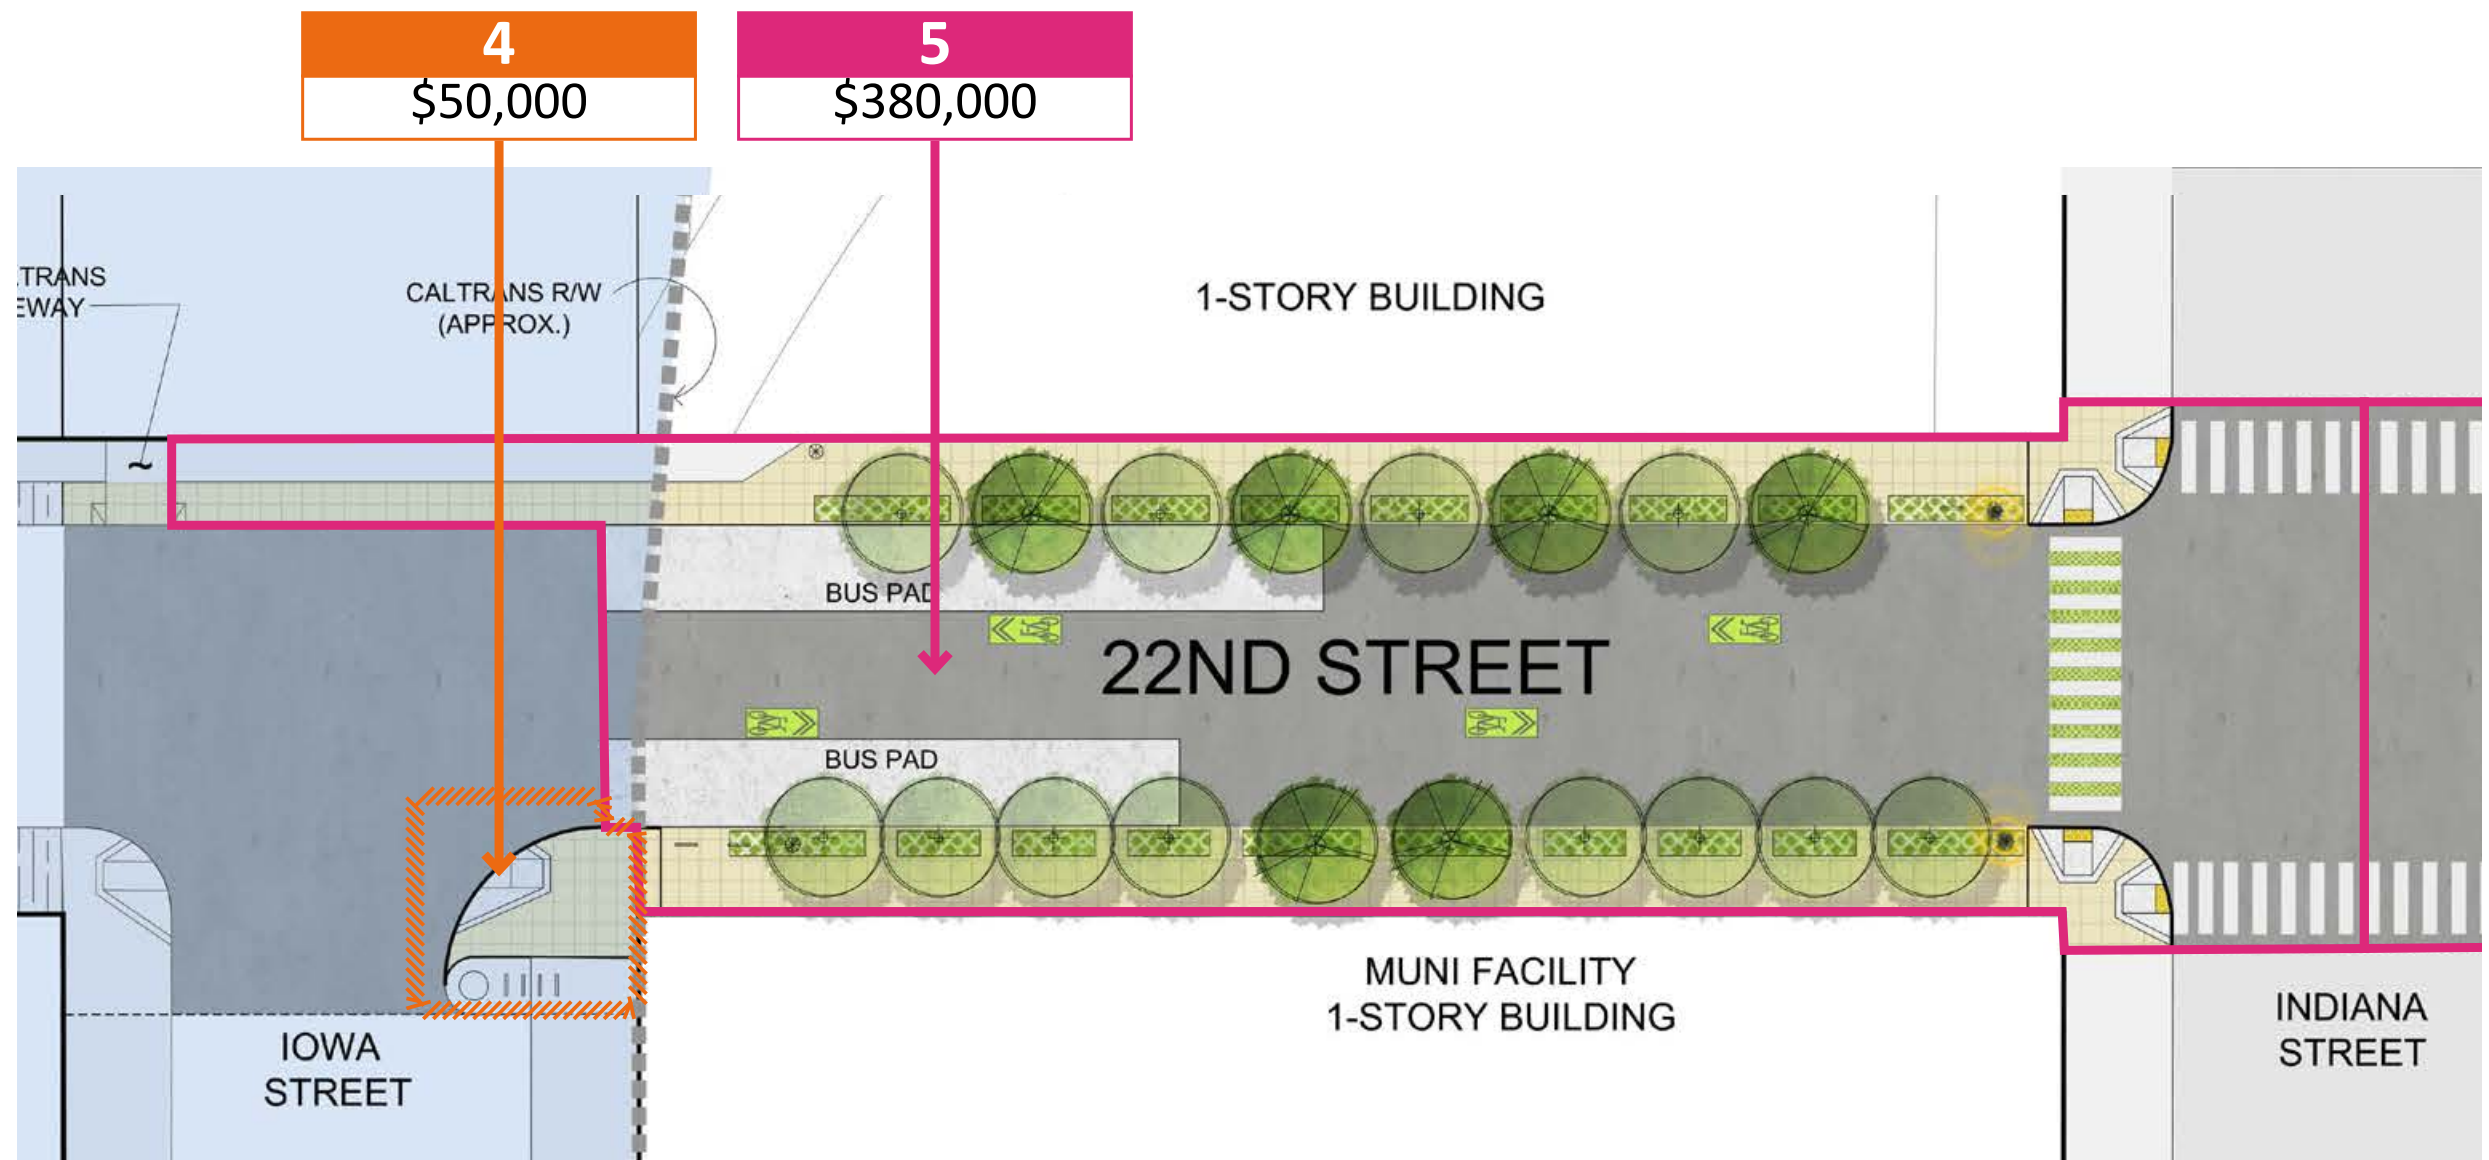 4
$50,000
5
$380,000
TRANS
CALTRANS R/W
(APPROX.)
1-STORY BUILDING
BUS PAD
22ND STREET
BUS PAD
MUNI FACILITY
1-STORY BUILDING
IOWA
STREET
INDIANA
STREET